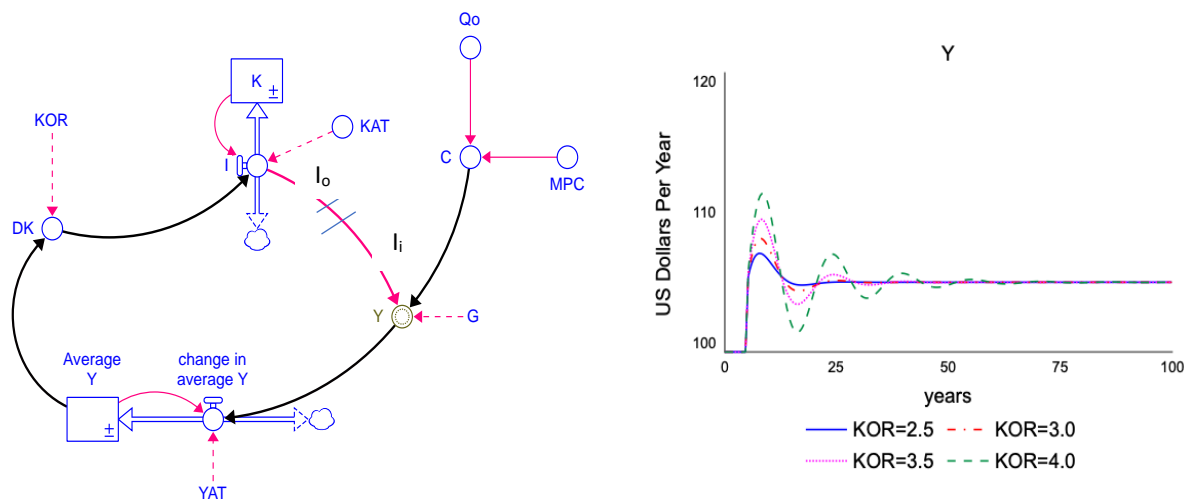 Qo
K
±
KOR
KAT
I
C
MPC
Io
DK
Ii
Y
G
Average
Y
change in
average Y
±
YAT
Y
US Dollars Per Year
120
110
100
0
25
50
75
100
years
KOR=2.5
KOR=3.0
KOR=3.5
KOR=4.0